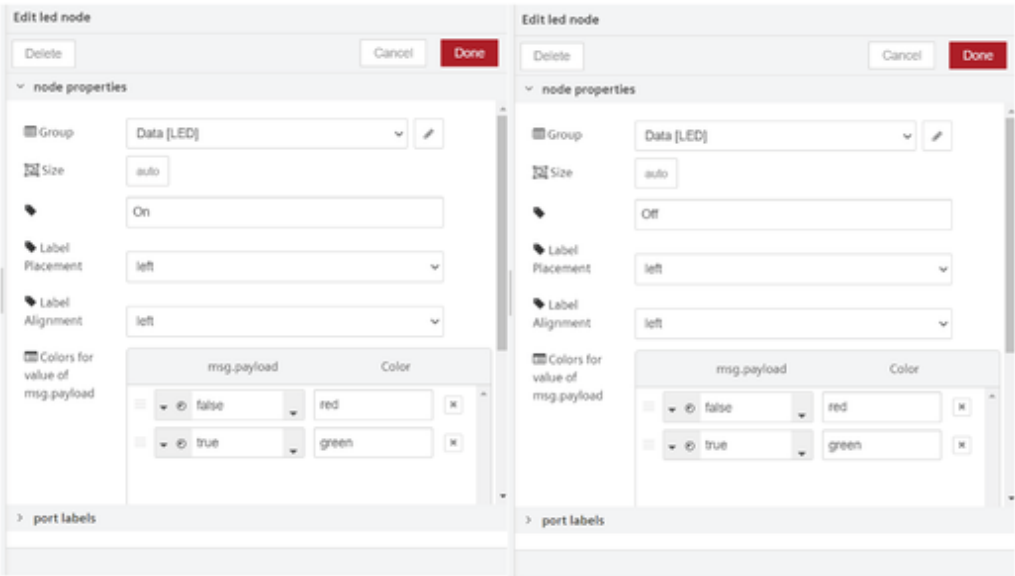 Edit led node
Delete
Cancel
Done
node properties
Group
Data [LED]
Size
auto
On
Label
Placement
left
Label
Alignment
left
Colors for
value of
msg.payload
msg.payload
Color
false
red
true
green
port labels
Edit led node
Delete
Cancel
Done
node properties
Group
Data [LED]
Size
auto
Off
Label
Placement
left
Label
Alignment
left
Colors for
value of
msg.payload
msg.payload
Color
false
red
true
green
port labels